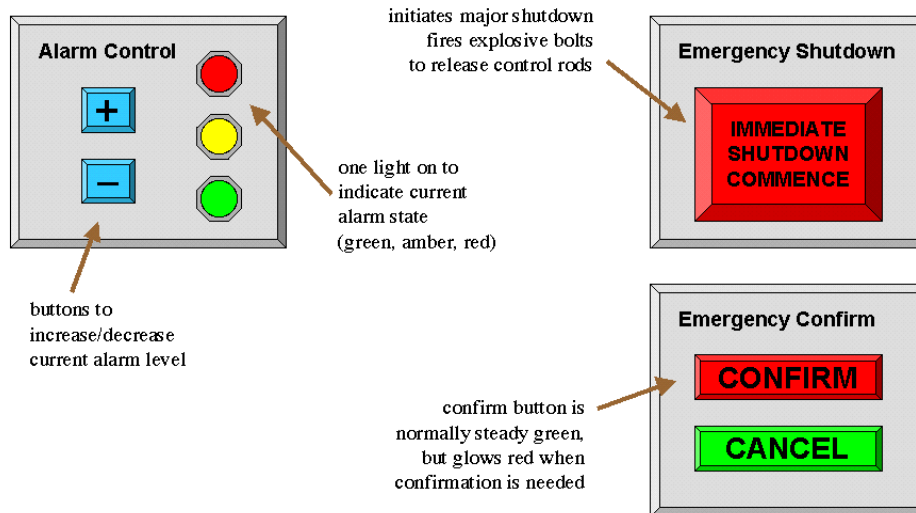 Alarm Control
+
−
one light on to
indicate current
alarm state
(green, amber, red)
buttons to
increase/decrease
current alarm level
initiates major shutdown
fires explosive bolts
to release control rods
Emergency Shutdown
IMMEDIATE
SHUTDOWN
COMMENCE
Emergency Confirm
CONFIRM
CANCEL
confirm button is
normally steady green,
but glows red when
confirmation is needed